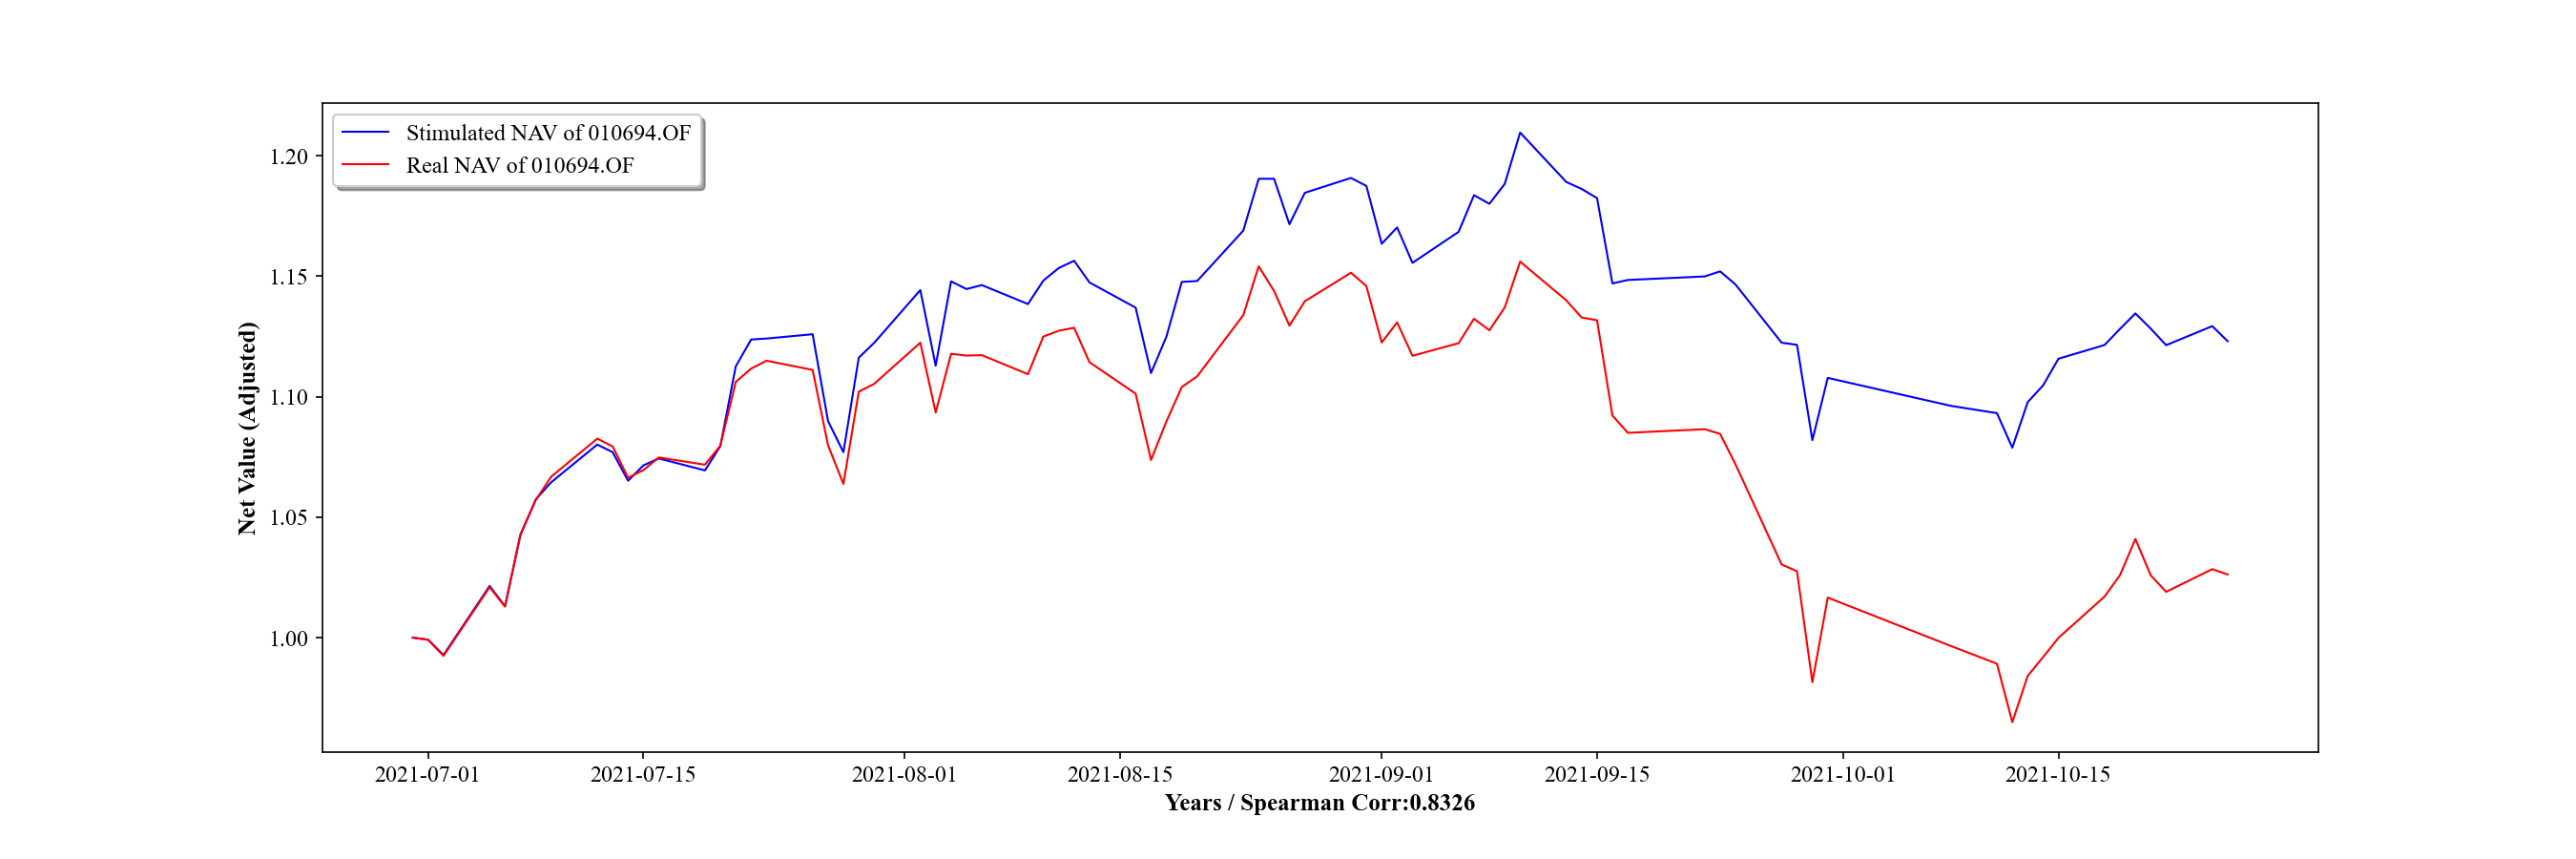 Stimulated NAV of 010694.OF
Real NAV of 010694.OF
Net Value (Adjusted)
1.20
1.15
1.10
1.05
1.00
2021-07-01 2021-07-15 2021-08-01 2021-08-15 2021-09-01 2021-09-15 2021-10-01 2021-10-15
Years / Spearman Corr:0.8326